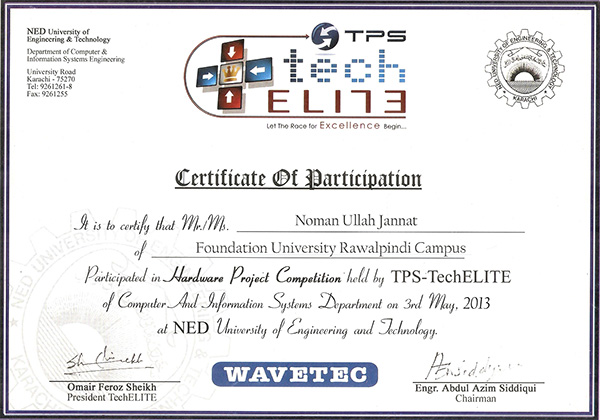 NED University of
Engineering & Technology
Department of Computer &
Information Systems Engineering
University Road
Karachi - 75270
Tel: 9261261-8
Fax: 9261255
TPS
tech
ELIT3
Let The Race for Excellence Begin...
NED UNIVERSITY OF ENGINEERING & TECHNOLOGY
KARACHI
Certificate Of Participation
It is to certify that Mr./Ms. Noman Ullah Jannat
of Foundation University Rawalpindi Campus
Participated in Hardware Project Competition held by TPS-TechELITE
of Computer And Information Systems Department on 3rd May, 2013
at NED University of Engineering and Technology.
Omair Feroz Sheikh
President TechELITE
WAVETEC
Engr. Abdul Azim Siddiqui
Chairman